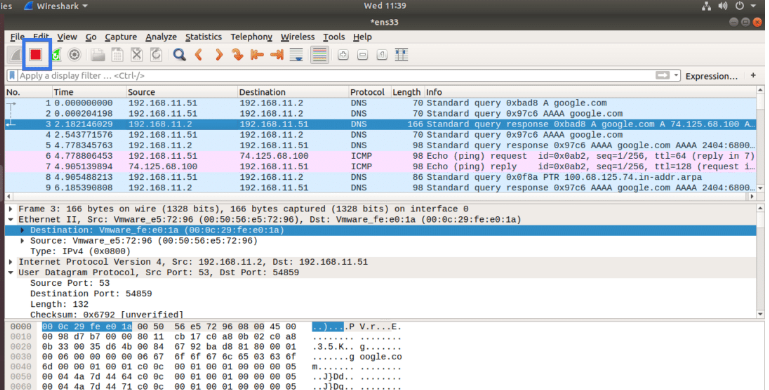 les Wireshark Wed 11:39
*ens33
File Edit View Go Capture Analyze Statistics Telephony Wireless Tools Help
Apply a display filter ... <Ctrl-/> Expression... +
No. Time Source Destination Protocol Length Info
1 0.000000000 192.168.11.51 192.168.11.2 DNS 70 Standard query 0xbad8 A google.com
2 0.000204198 192.168.11.51 192.168.11.2 DNS 70 Standard query 0x97c6 AAAA google.com
3 2.182146029 192.168.11.2 192.168.11.51 DNS 166 Standard query response 0xbad8 A google.com A 74.125.68.100 A...
4 2.543771576 192.168.11.51 192.168.11.2 DNS 70 Standard query 0x97c6 AAAA google.com
5 4.778345763 192.168.11.2 192.168.11.51 DNS 98 Standard query response 0x97c6 AAAA google.com AAAA 2404:6800...
6 4.778866453 192.168.11.51 74.125.68.100 ICMP 98 Echo (ping) request id=0x0ab2, seq=1/256, ttl=64 (reply in 7)
7 4.905139894 74.125.68.100 192.168.11.51 ICMP 98 Echo (ping) reply id=0x0ab2, seq=1/256, ttl=128 (request i...
8 4.905488213 192.168.11.51 192.168.11.2 DNS 86 Standard query 0x0f8a PTR 100.68.125.74.in-addr.arpa
9 6.185390808 192.168.11.2 192.168.11.51 DNS 98 Standard query response 0x97c6 AAAA google.com AAAA 2404:6800...
Frame 3: 166 bytes on wire (1328 bits), 166 bytes captured (1328 bits) on interface 0
Ethernet II, Src: Vmware_e5:72:96 (00:50:56:e5:72:96), Dst: Vmware_fe:e0:1a (00:0c:29:fe:e0:1a)
Destination: Vmware_fe:e0:1a (00:0c:29:fe:e0:1a)
Source: Vmware_e5:72:96 (00:50:56:e5:72:96)
Type: IPv4 (0x0800)
Internet Protocol Version 4, Src: 192.168.11.2, Dst: 192.168.11.51
User Datagram Protocol, Src Port: 53, Dst Port: 54859
Source Port: 53
Destination Port: 54859
Length: 132
Checksum: 0x6792 [unverified]
0000 00 0c 29 fe e0 1a 00 50 56 e5 72 96 08 00 45 00 ..)....P V.r...E.
0010 00 98 d7 b7 00 00 80 11 cb 17 c0 a8 0b 02 c0 a8 ........ ........
0020 0b 33 00 35 d6 4b 00 84 67 92 ba d8 81 80 00 01 .3.5.K.. g.......
0030 00 06 00 00 00 00 06 67 6f 6f 67 6c 65 03 63 6f .......g oogle.co
0040 6d 00 00 01 00 01 c0 0c 00 01 00 01 00 00 00 05 m....... ........
0050 00 04 4a 7d 44 64 c0 0c 00 01 00 01 00 00 00 05 ..J}Dd.. ........
0060 00 04 4a 7d 44 71 c0 0c 00 01 00 01 00 00 00 05 ..J}Dq.. ........